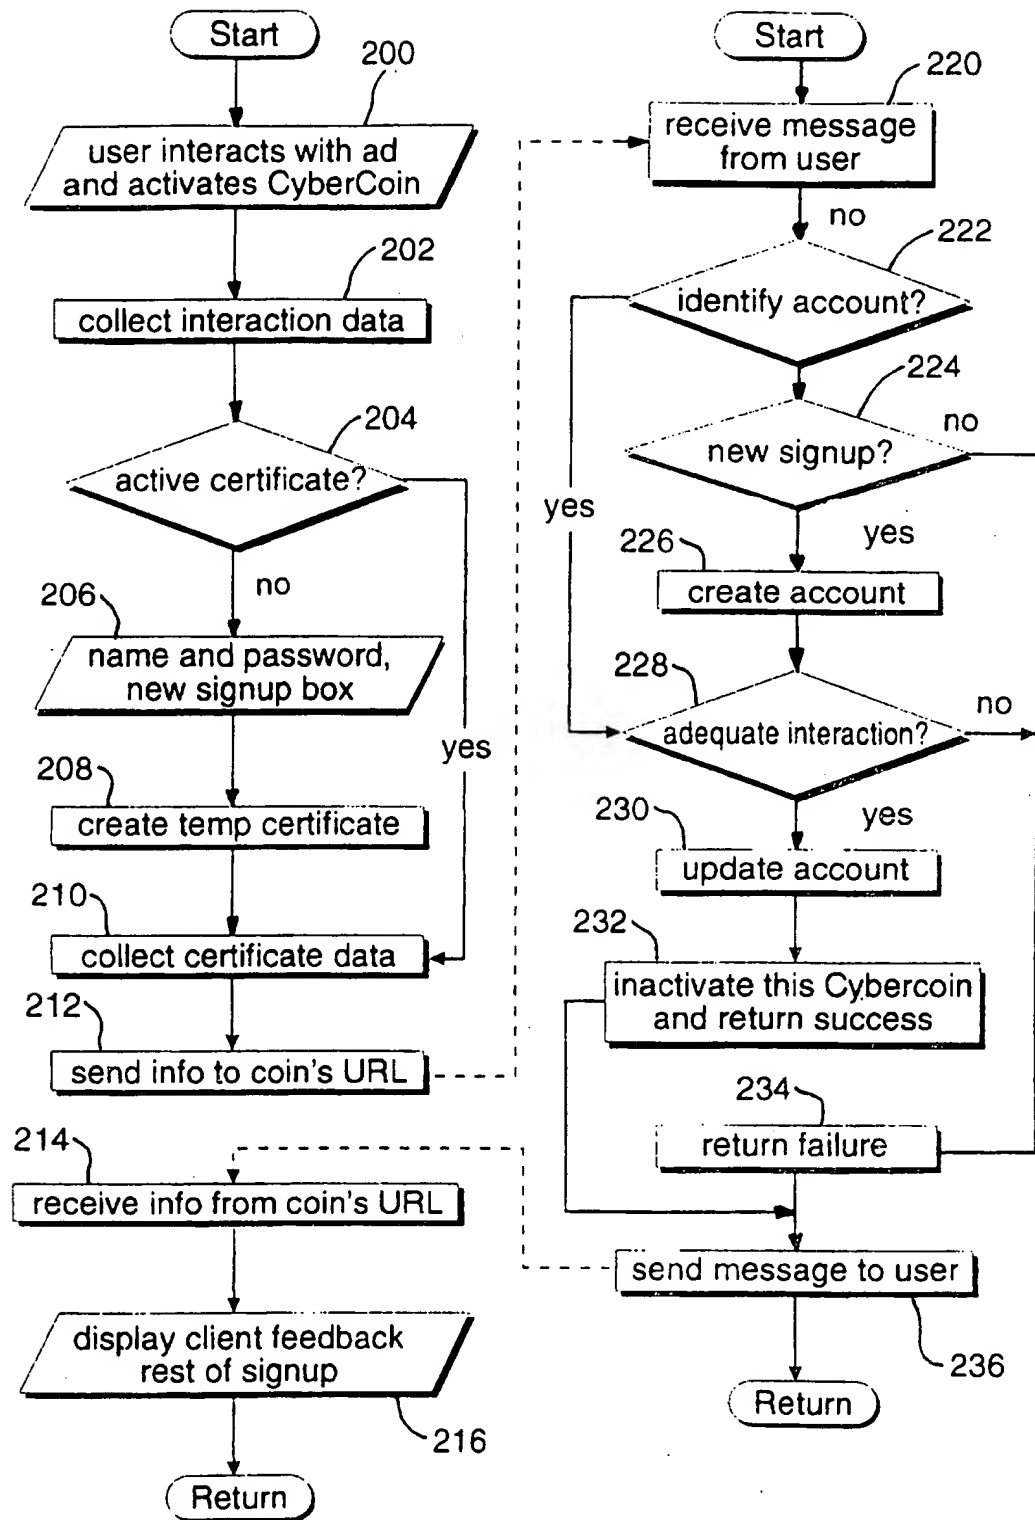 Start
200
user interacts with ad
and activates CyberCoin
202
collect interaction data
204
active certificate?
no
yes
206
name and password,
new signup box
208
create temp certificate
210
collect certificate data
212
send info to coin's URL
214
receive info from coin's URL
display client feedback
rest of signup
216
Return
Start
220
receive message
from user
no
222
identify account?
224
no
new signup?
yes
yes
226
create account
228
no
adequate interaction?
230
yes
update account
232
inactivate this Cybercoin
and return success
234
return failure
send message to user
236
Return